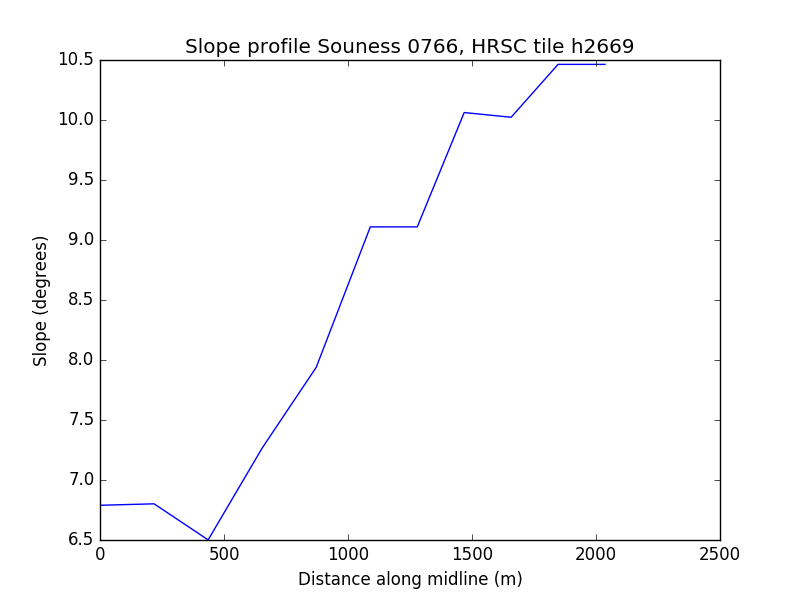 Slope profile Souness 0766, HRSC tile h2669
10.5
10.0
9.5
9.0
8.5
8.0
7.5
7.0
6.5
Slope (degrees)
0 500 1000 1500 2000 2500
Distance along midline (m)